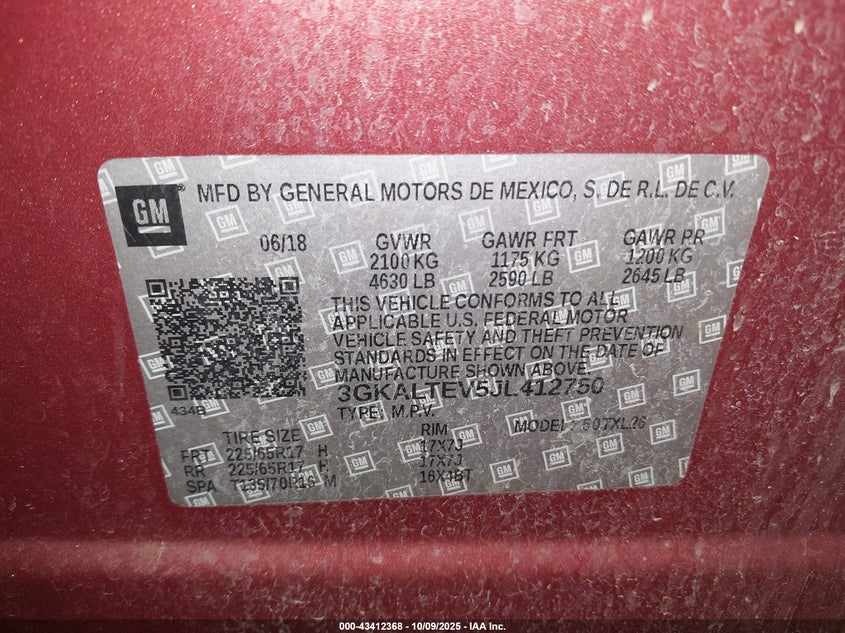 GM
MFD BY GENERAL MOTORS DE MEXICO, S. DE R.L. DE C.V.
06/18 GVWR GAWR FRT GAWR RR
2100 KG 1175 KG 1200 KG
4630 LB 2590 LB 2645 LB
THIS VEHICLE CONFORMS TO ALL
APPLICABLE U.S. FEDERAL MOTOR
VEHICLE SAFETY AND THEFT PREVENTION
STANDARDS IN EFFECT ON THE DATE OF
MANUFACTURE SHOWN ABOVE.
3GKALTEV5JL412750
434B
TYPE: M.P.V.
MODEL:
TIRE SIZE RIM
FRT 225/65R17 H 17X7J
RR 225/65R17 H 17X7J
SPA T135/70R16 M 16X4BT
000-43412368 - 10/09/2025 - IAA Inc.